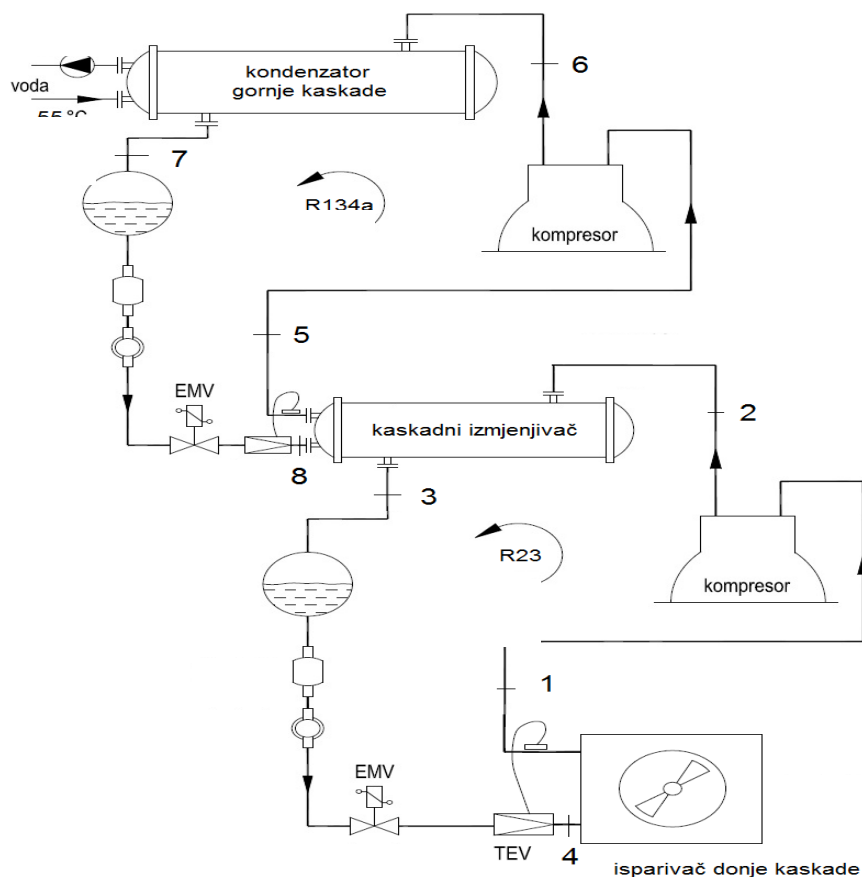 kondenzator
gornje kaskade
voda
6
7
R134a
kompresor
5
EMV
2
kaskadni izmjenjivač
8
3
R23
kompresor
1
EMV
TEV
4
isparivač donje kaskade